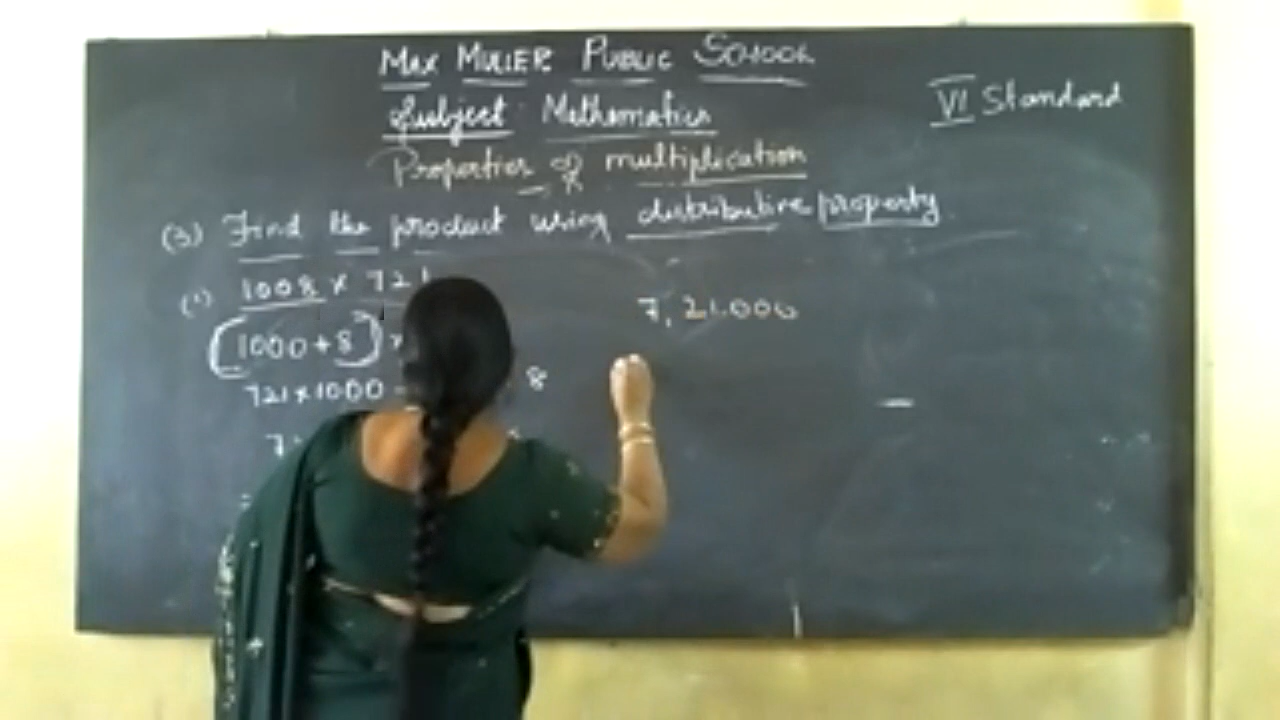 MAX MULLER PUBLIC SCHOOL
VI Standard
Subject: Mathematics
Properties of multiplication
(3) Find the product using distributive property.
(1) 1008 x 721
(1000 + 8) x
721 x 1000 - 8
7,21.000